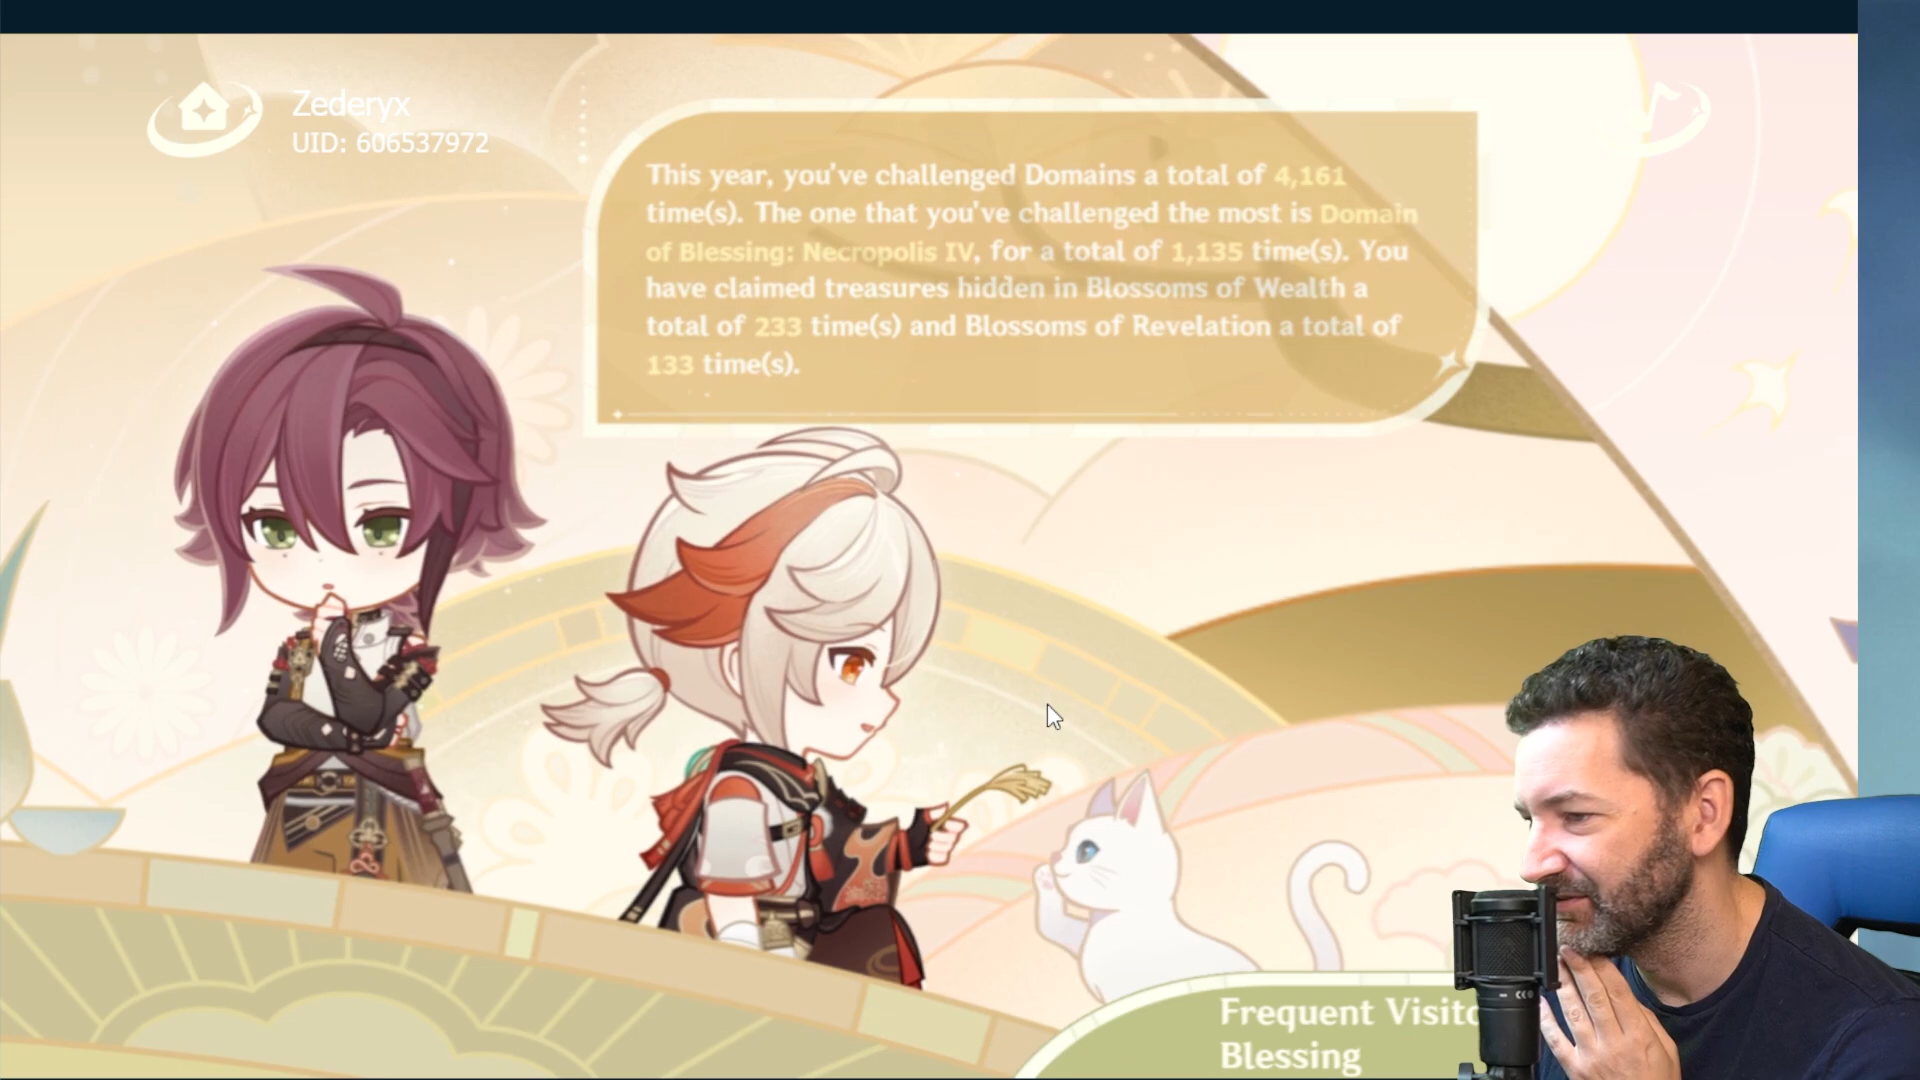 Zederyx
UID: 606537972
This year, you've challenged Domains a total of 4,161
time(s). The one that you've challenged the most is Domain
of Blessing: Necropolis IV, for a total of 1,135 time(s). You
have claimed treasures hidden in Blossoms of Wealth a
total of 233 time(s) and Blossoms of Revelation a total of
133 time(s).
Frequent
Blessing